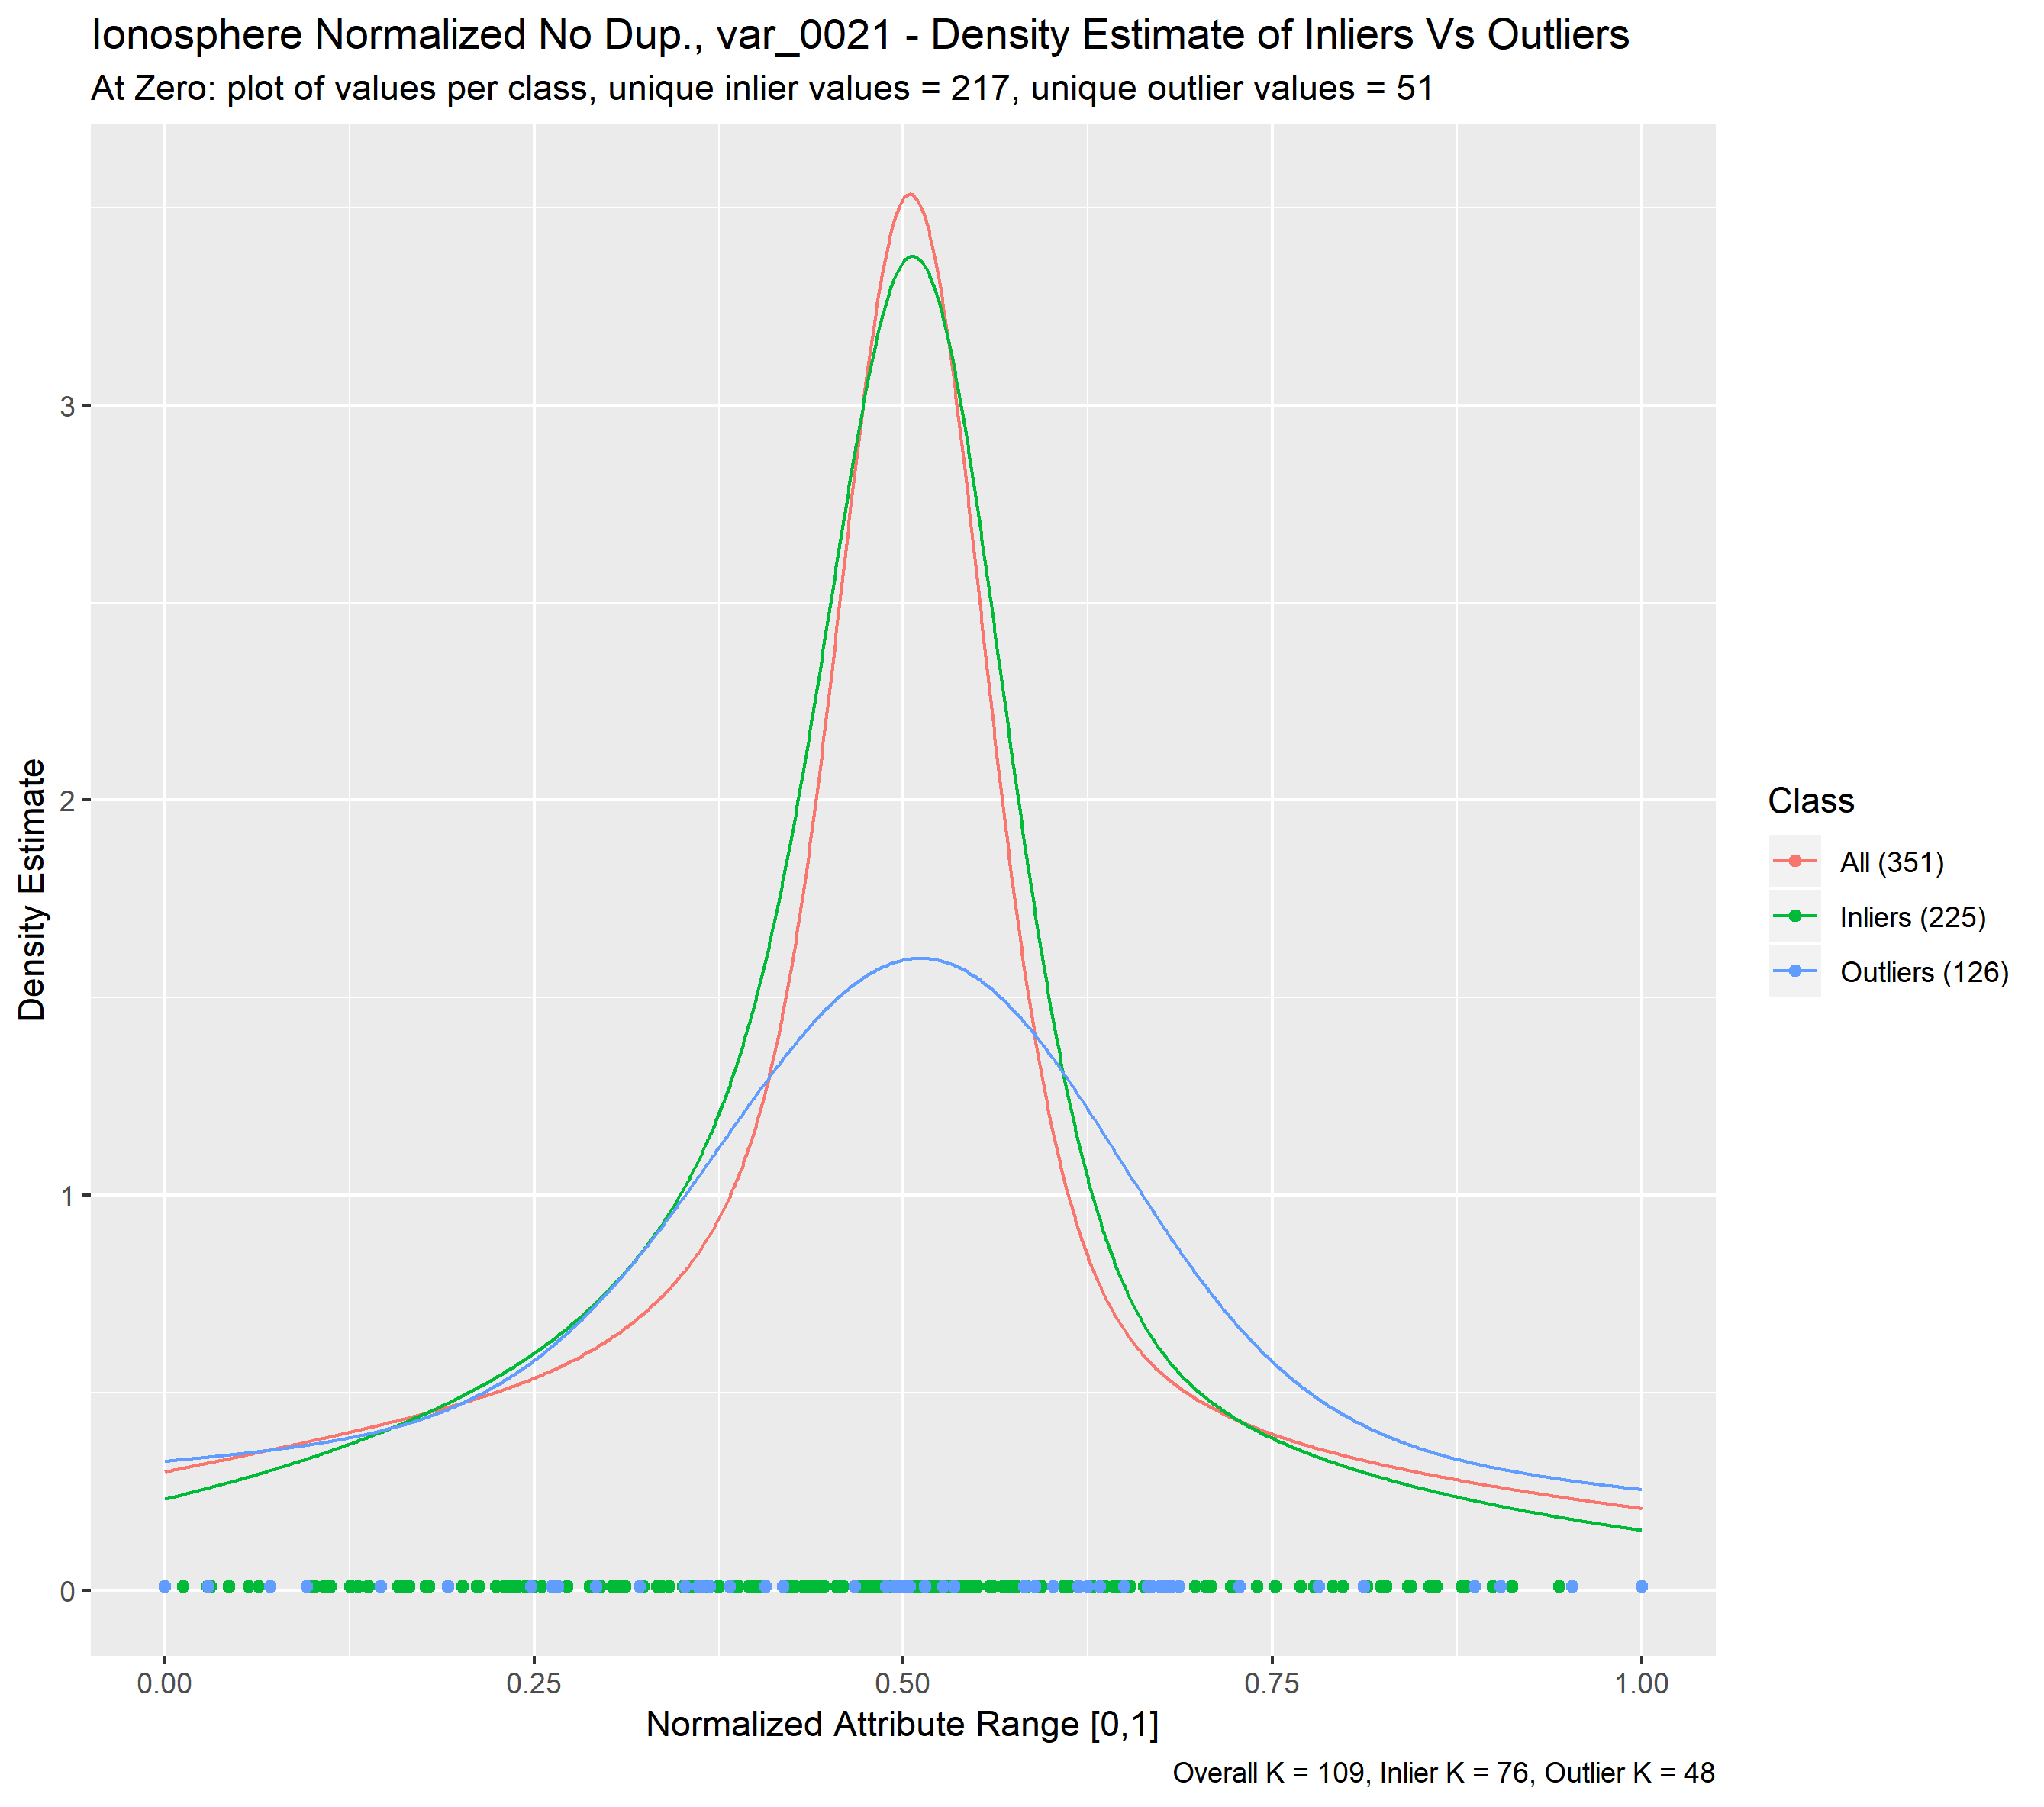 Ionosphere Normalized No Dup., var_0021 - Density Estimate of Inliers Vs Outliers
At Zero: plot of values per class, unique inlier values = 217, unique outlier values = 51
Density Estimate
3
2
1
0
0.00
0.25
0.50
0.75
1.00
Normalized Attribute Range [0,1]
Class
All (351)
Inliers (225)
Outliers (126)
Overall K = 109, Inlier K = 76, Outlier K = 48